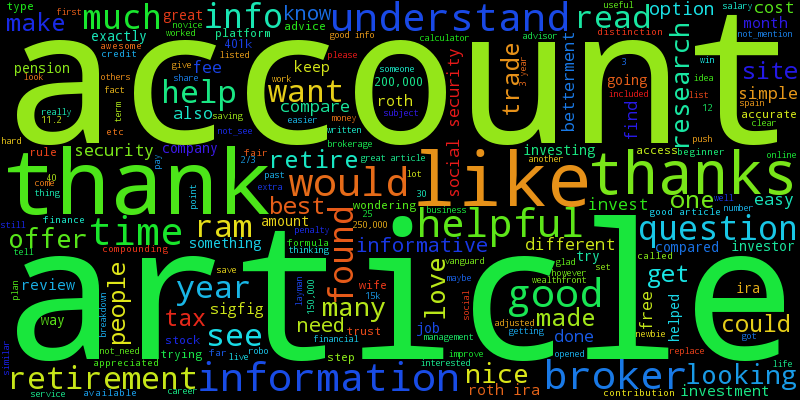 type first great much info know understand read option cost salary useful
make novice worked platform advice month
exactly awesome 401k listed good info please calculator advisor distinction not_mention
look pension credit fee keep trade 3 year research site win
others give someone betterment 3 going idea
fact share work want 200,000 social security find included list simple
term help compare roth 12 spain
really 11.2 also saving not see easier money subject push accurate
etc written clear
hard account
rule security company fair brokerage investing access beginner online
40 2/3 retire great article another
come thing thank pay past extra would like thanks
point lot 30 invest one easy
still finance best wondering 25 business helpful good article well number
offer time ram amount 250,000 informative different question
tell compounding something penalty formula thinking found vanguard glad try called compared investor
plan review save year layman 150,000 wife 15k love maybe however set wealthfront get ira
people breakdown tax sigfig many social good made free helped could
way stock need trust job adjusted getting done newbie got
similar not_need trying see far live robo financial step management improve opened replace
appreciated interested life
retirement information nice broker looking
service available career roth ira contribution investment
article